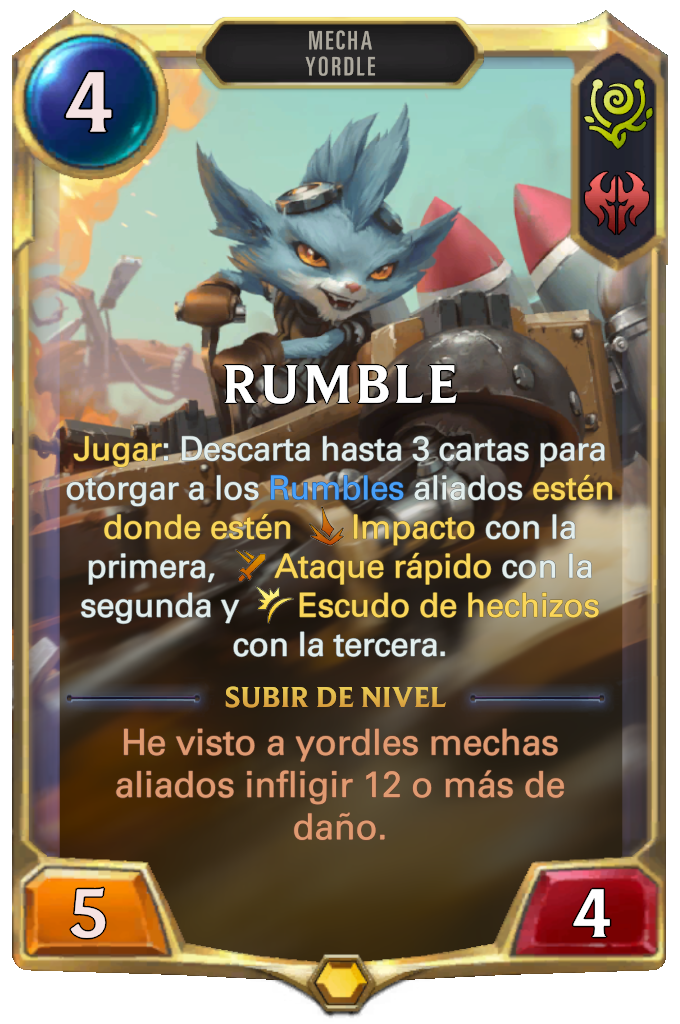 MECHA
YORDLE
4
RUMBLE
Jugar: Descarta hasta 3 cartas para
otorgar a los Rumbles aliados estén
donde estén Impacto con la
primera, Ataque rápido con la
segunda y Escudo de hechizos
con la tercera.
SUBIR DE NIVEL
He visto a yordles mechas
aliados infligir 12 o más de
daño.
5
4